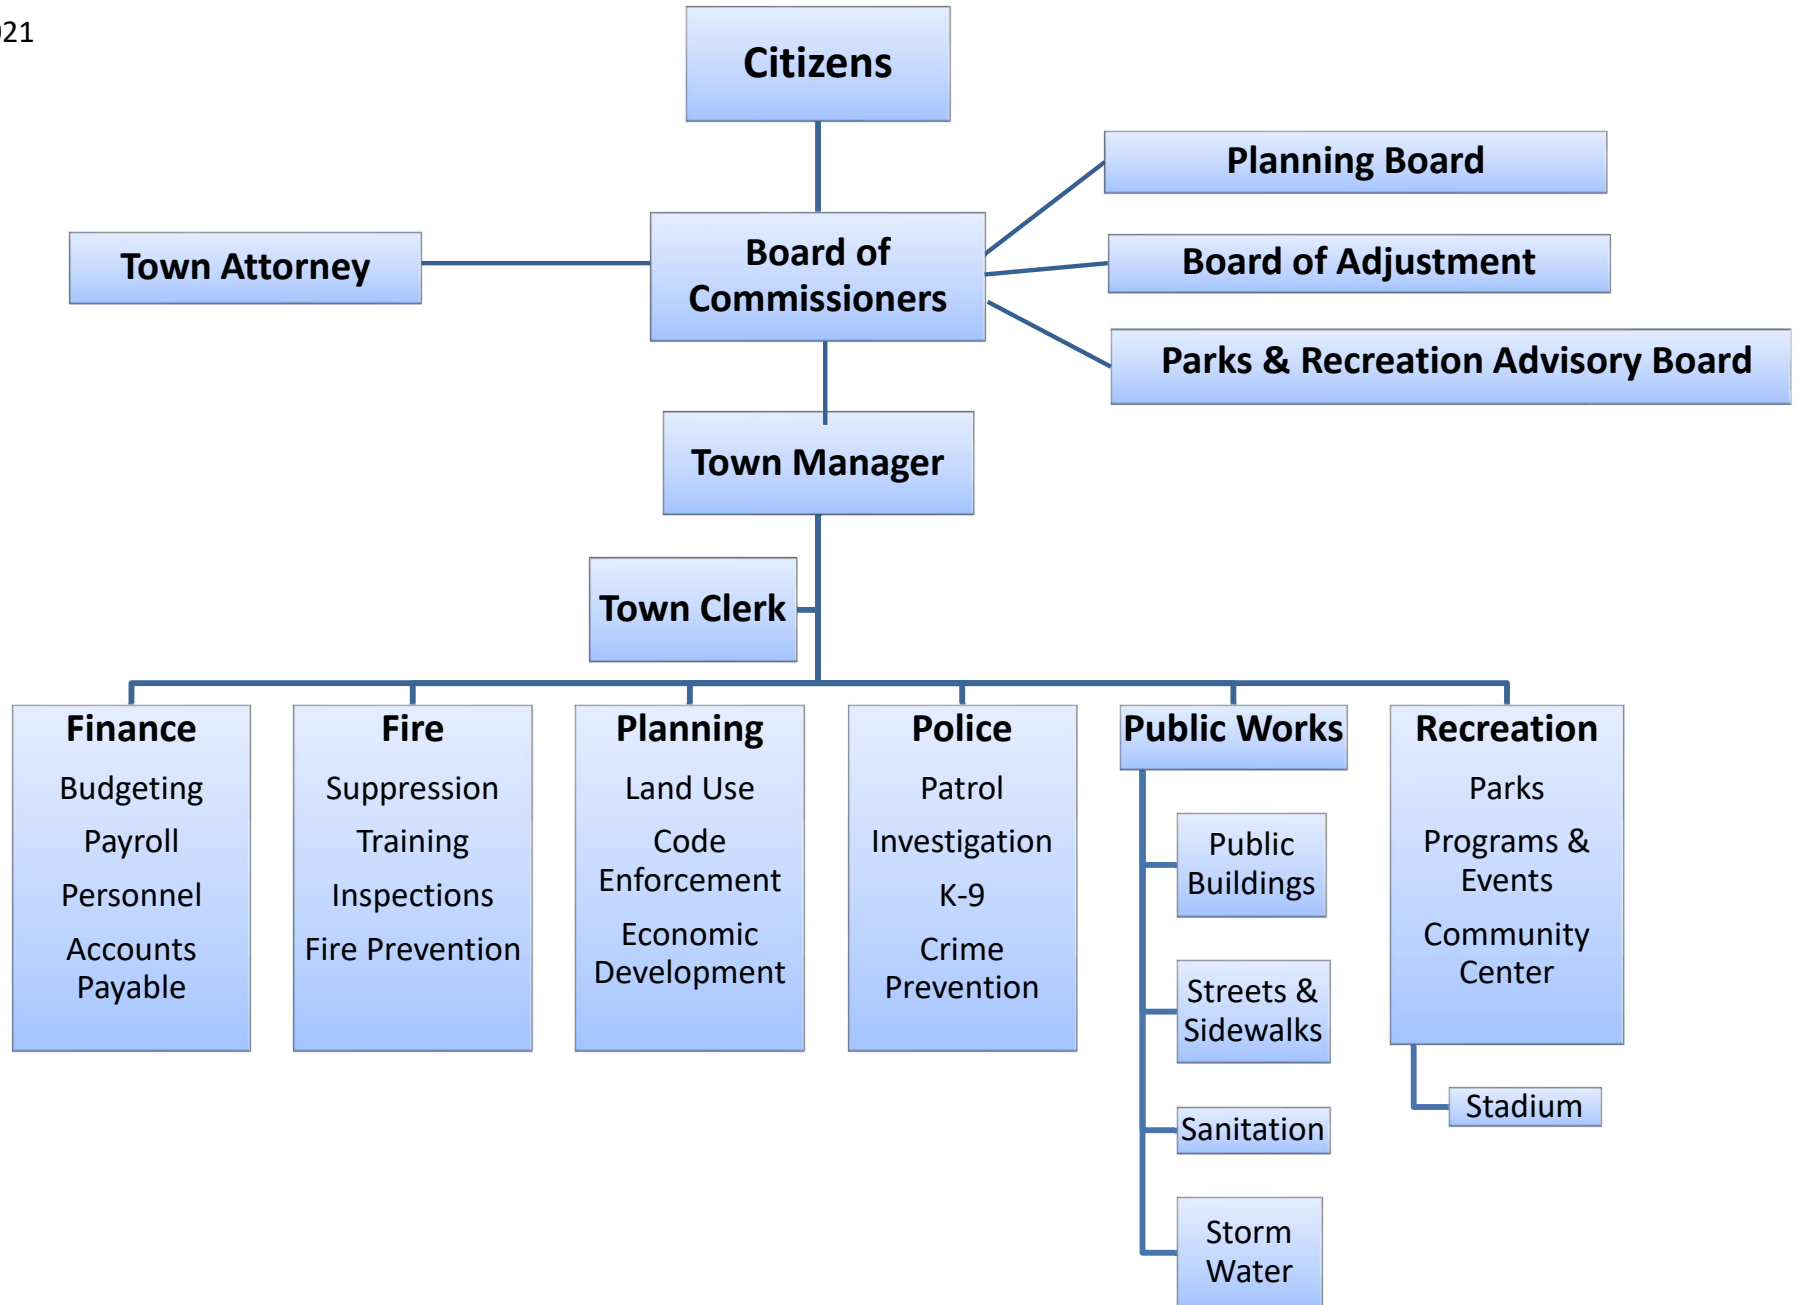 021
Citizens
Planning Board
Town Attorney
Board of
Commissioners
Board of Adjustment
Parks & Recreation Advisory Board
Town Manager
Town Clerk
Finance
Budgeting
Payroll
Personnel
Accounts
Payable
Fire
Suppression
Training
Inspections
Fire Prevention
Planning
Land Use
Code
Enforcement
Economic
Development
Police
Patrol
Investigation
K-9
Crime
Prevention
Public Works
Public
Buildings
Streets &
Sidewalks
Sanitation
Storm
Water
Recreation
Parks
Programs &
Events
Community
Center
Stadium